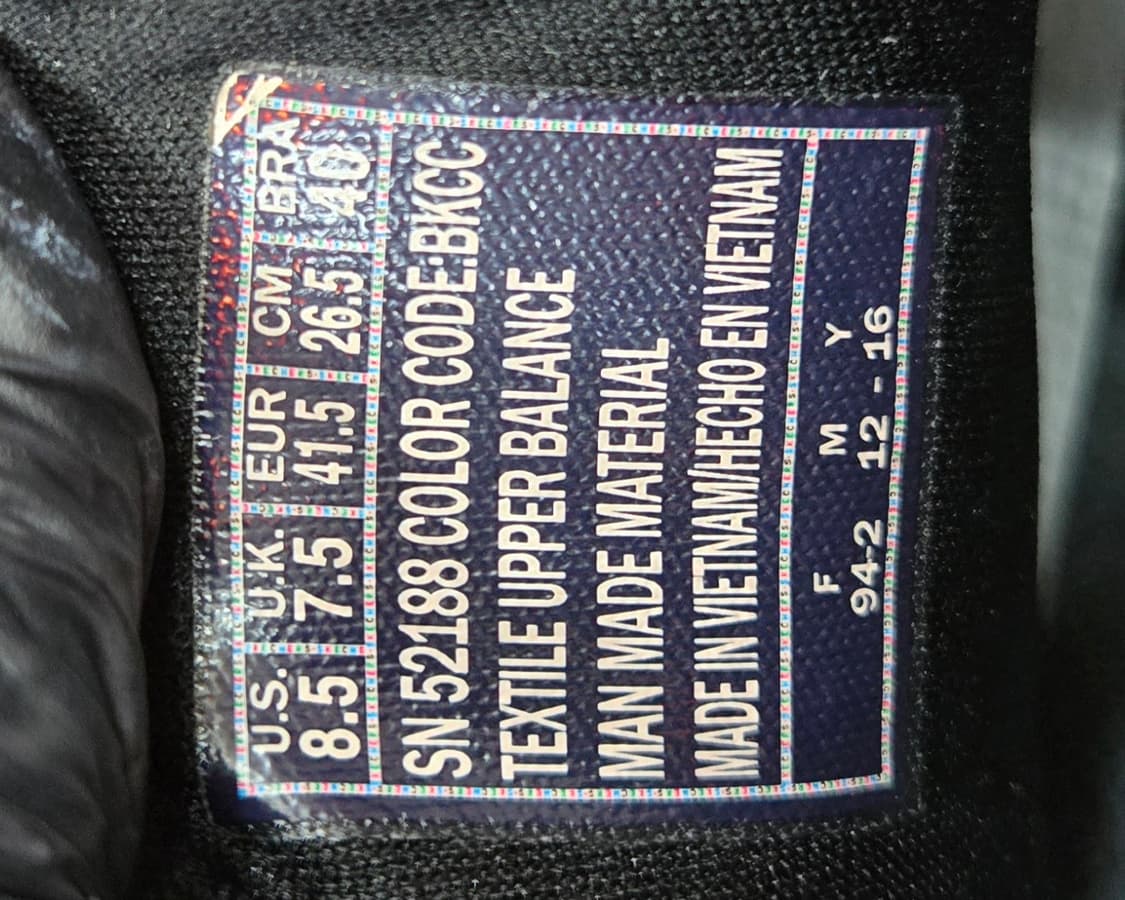 U.S. U.K. EUR CM BRA
8.5 7.5 41.5 26.5 40
SN 52188 COLOR CODE:BKCC
TEXTILE UPPER BALANCE
MAN MADE MATERIAL
MADE IN VIETNAM/HECHO EN VIETNAM
F M Y
94-2 12 - 16